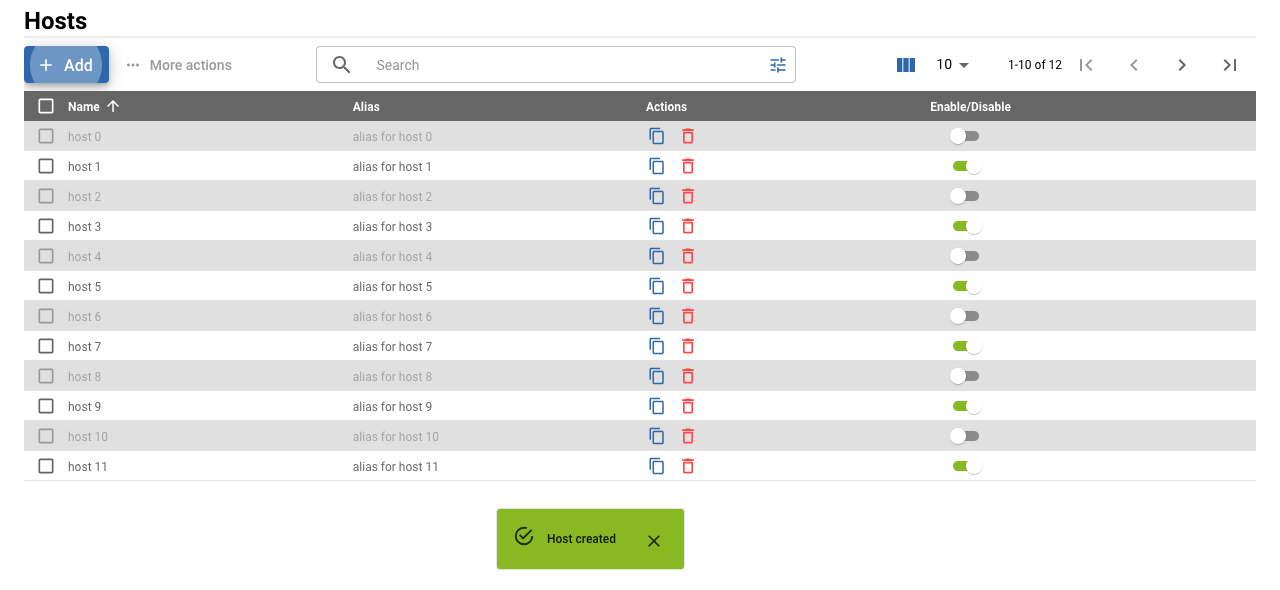 Hosts
Add
More actions
Search
10
1-10 of 12
Name Alias Actions Enable/Disable
host 0 alias for host 0
host 1 alias for host 1
host 2 alias for host 2
host 3 alias for host 3
host 4 alias for host 4
host 5 alias for host 5
host 6 alias for host 6
host 7 alias for host 7
host 8 alias for host 8
host 9 alias for host 9
host 10 alias for host 10
host 11 alias for host 11
Host created